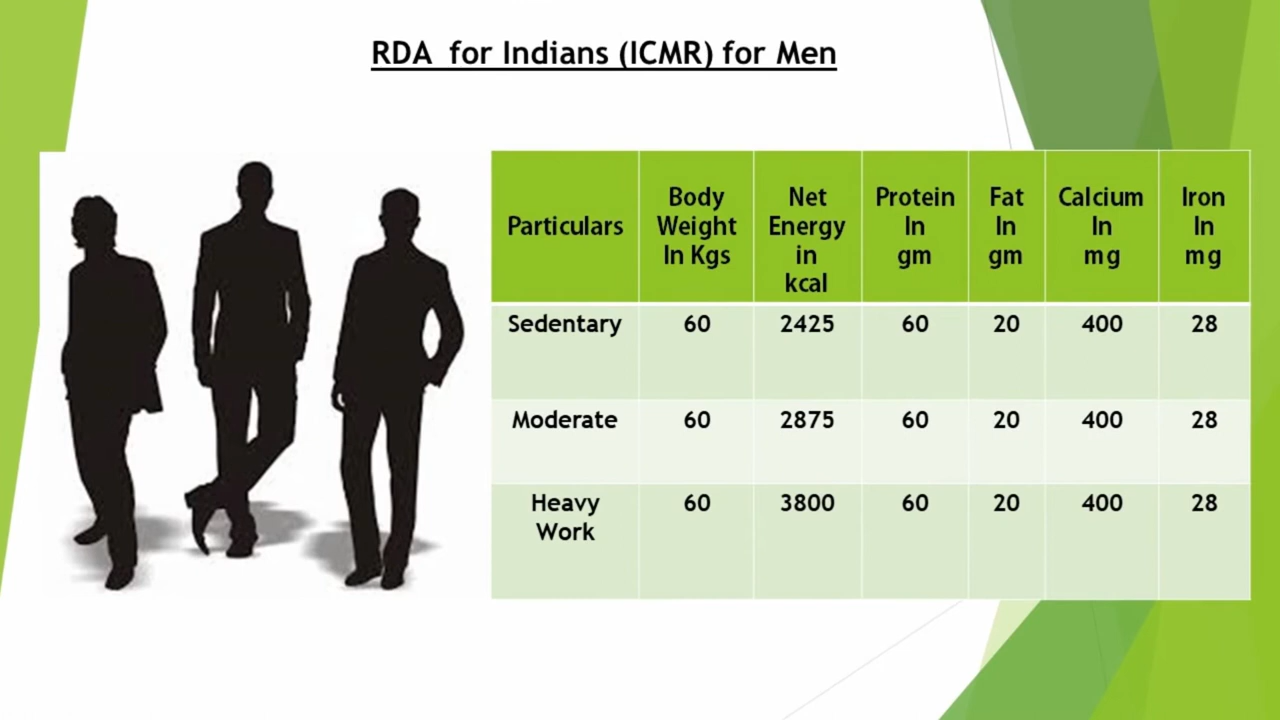 RDA for Indians (ICMR) for Men
Particulars
Body
Weight
In Kgs
Net
Energy
in
kcal
Protein
In
gm
Fat
In
gm
Calcium
In
mg
Iron
In
mg
Sedentary 60 2425 60 20 400 28
Moderate 60 2875 60 20 400 28
Heavy
Work
60 3800 60 20 400 28